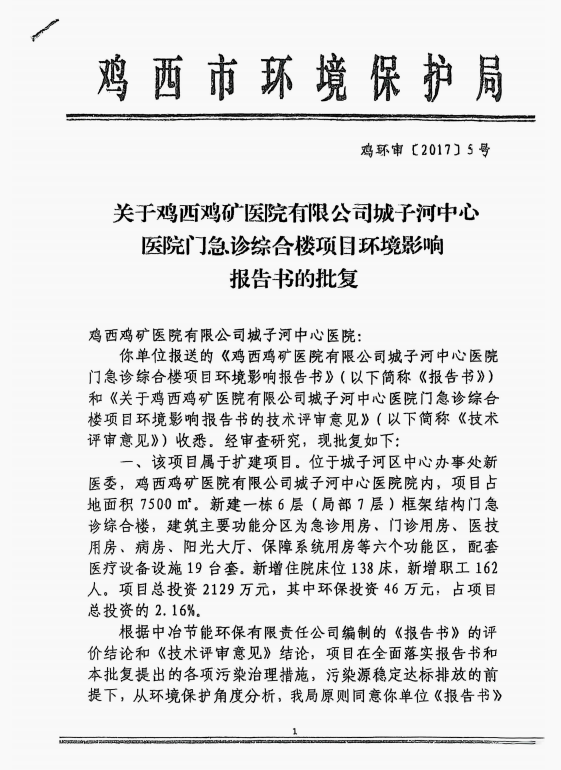 鸡西市环境保护局
鸡环审〔2017〕5号
关于鸡西鸡矿医院有限公司城子河中心
医院门急诊综合楼项目环境影响
报告书的批复
鸡西鸡矿医院有限公司城子河中心医院：
你单位报送的《鸡西鸡矿医院有限公司城子河中心医院
门急诊综合楼项目环境影响报告书》（以下简称《报告书》）
和《关于鸡西鸡矿医院有限公司城子河中心医院门急诊综合
楼项目环境影响报告书的技术评审意见》（以下简称《技术
评审意见》）收悉。经审查研究，现批复如下：
一、该项目属于扩建项目。位于城子河区中心办事处新
医委，鸡西鸡矿医院有限公司城子河中心医院院内，项目占
地面积 7500 ㎡。新建一栋 6 层（局部 7 层）框架结构门急
诊综合楼，建筑主要功能分区为急诊用房、门诊用房、医技
用房、病房、阳光大厅、保障系统用房等六个功能区，配套
医疗设备设施 19 台套。新增住院床位 138 床，新增职工 162
人。项目总投资 2129 万元，其中环保投资 46 万元，占项目
总投资的 2.16%。
根据中冶节能环保有限责任公司编制的《报告书》的评
价结论和《技术评审意见》结论，项目在全面落实报告书和
本批复提出的各项污染治理措施，污染源稳定达标排放的前
提下，从环境保护角度分析，我局原则同意你单位《报告书》
1